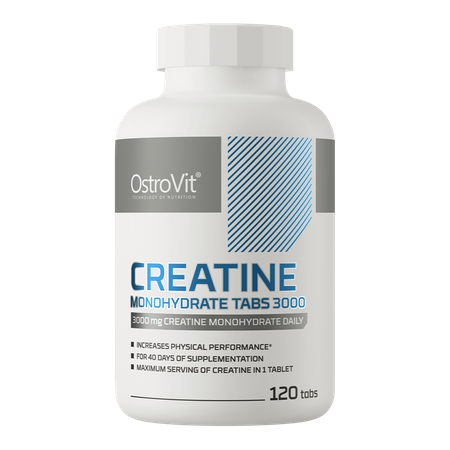 OstroVit®
TECHNOLOGY OF NUTRITION
CREATINE
MONOHYDRATE TABS 3000
3000 mg CREATINE MONOHYDRATE DAILY
■ INCREASES PHYSICAL PERFORMANCE*
■ FOR 40 DAYS OF SUPPLEMENTATION
■ MAXIMUM SERVING OF CREATINE IN 1 TABLET
120 tabs